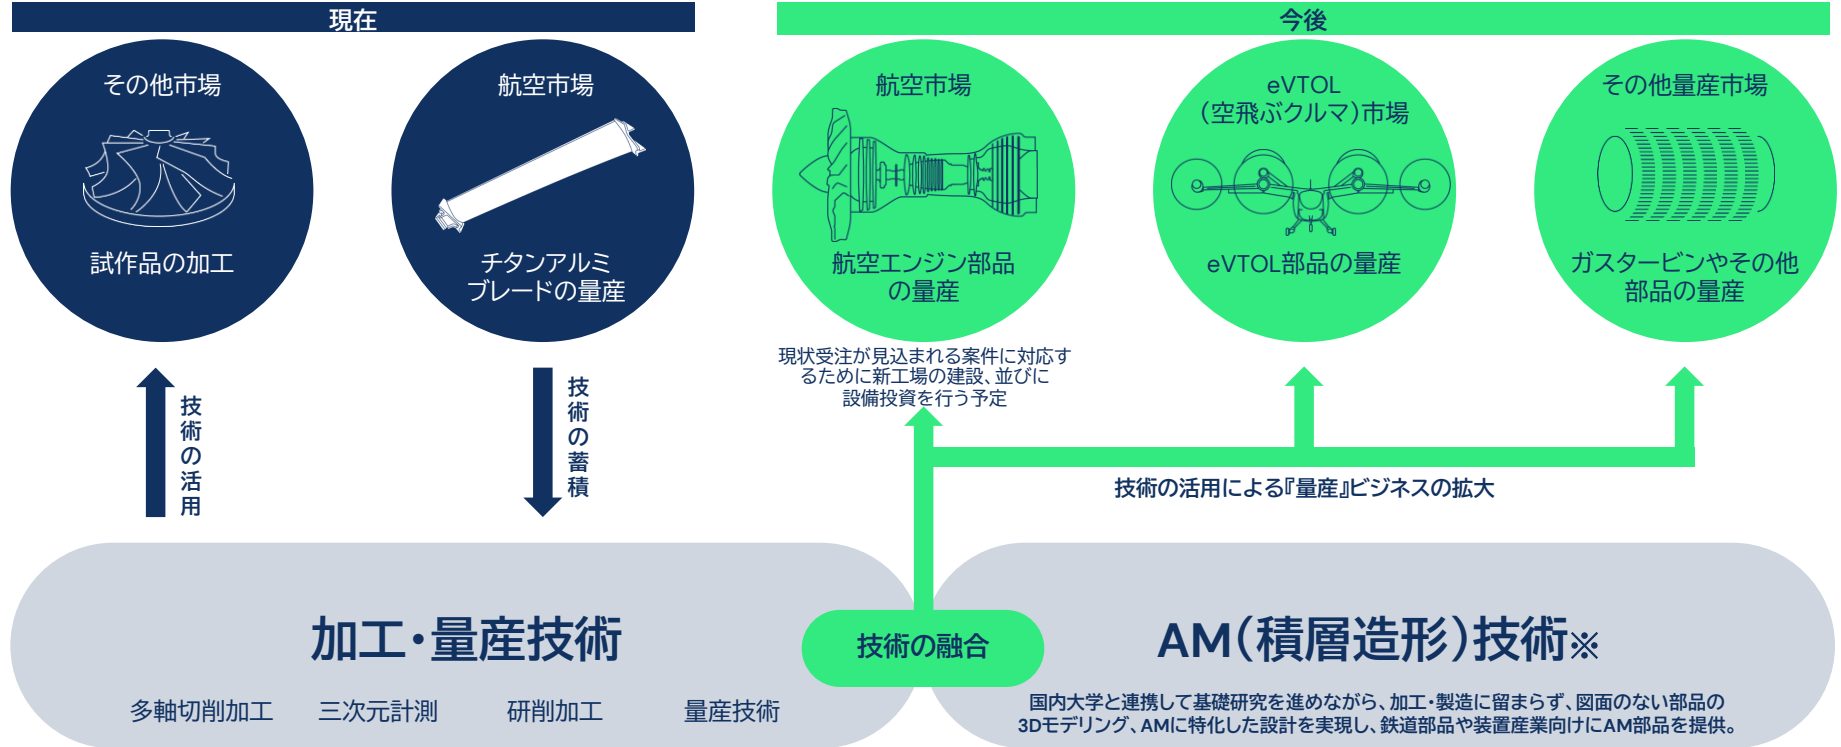 現在
今後
その他市場
試作品の加工
航空市場
チタンアルミ
ブレードの量産
航空市場
航空エンジン部品
の量産
eVTOL
（空飛ぶクルマ）市場
eVTOL部品の量産
その他量産市場
ガスタービンやその他
部品の量産
現状受注が見込まれる案件に対応す
るために新工場の建設、並びに
設備投資を行う予定
技術の活用
技術の蓄積
技術の活用による『量産』ビジネスの拡大
加工・量産技術
多軸切削加工 三次元計測 研削加工 量産技術
技術の融合
AM（積層造形）技術※
国内大学と連携して基礎研究を進めながら、加工・製造に留まらず、図面のない部品の
3Dモデリング、AMに特化した設計を実現し、鉄道部品や装置産業向けにAM部品を提供。